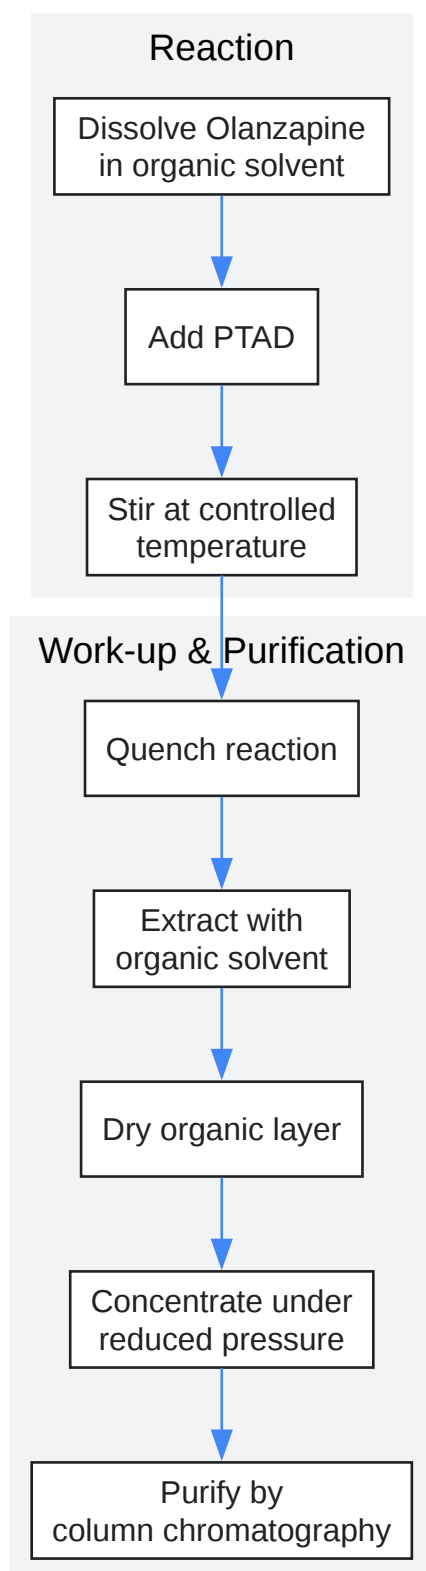 Reaction
Dissolve Olanzapine
in organic solvent
Add PTAD
Stir at controlled
temperature
Work-up & Purification
Quench reaction
Extract with
organic solvent
Dry organic layer
Concentrate under
reduced pressure
Purify by
column chromatography